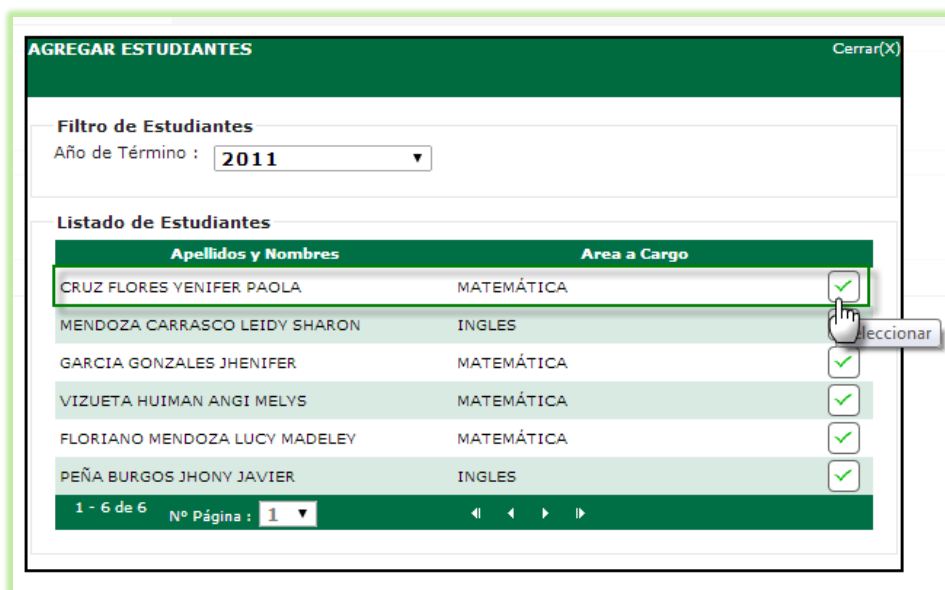 AGREGAR ESTUDIANTES Cerrar(X)
Filtro de Estudiantes
Año de Término : 2011
Listado de Estudiantes
Apellidos y Nombres Area a Cargo
CRUZ FLORES YENIFER PAOLA MATEMÁTICA
MENDOZA CARRASCO LEIDY SHARON INGLES
eleccionar
GARCIA GONZALES JHENIFER MATEMÁTICA
VIZUETA HUIMAN ANGI MELYS MATEMÁTICA
FLORIANO MENDOZA LUCY MADELEY MATEMÁTICA
PEÑA BURGOS JHONY JAVIER INGLES
1 - 6 de 6 Nº Página : 1